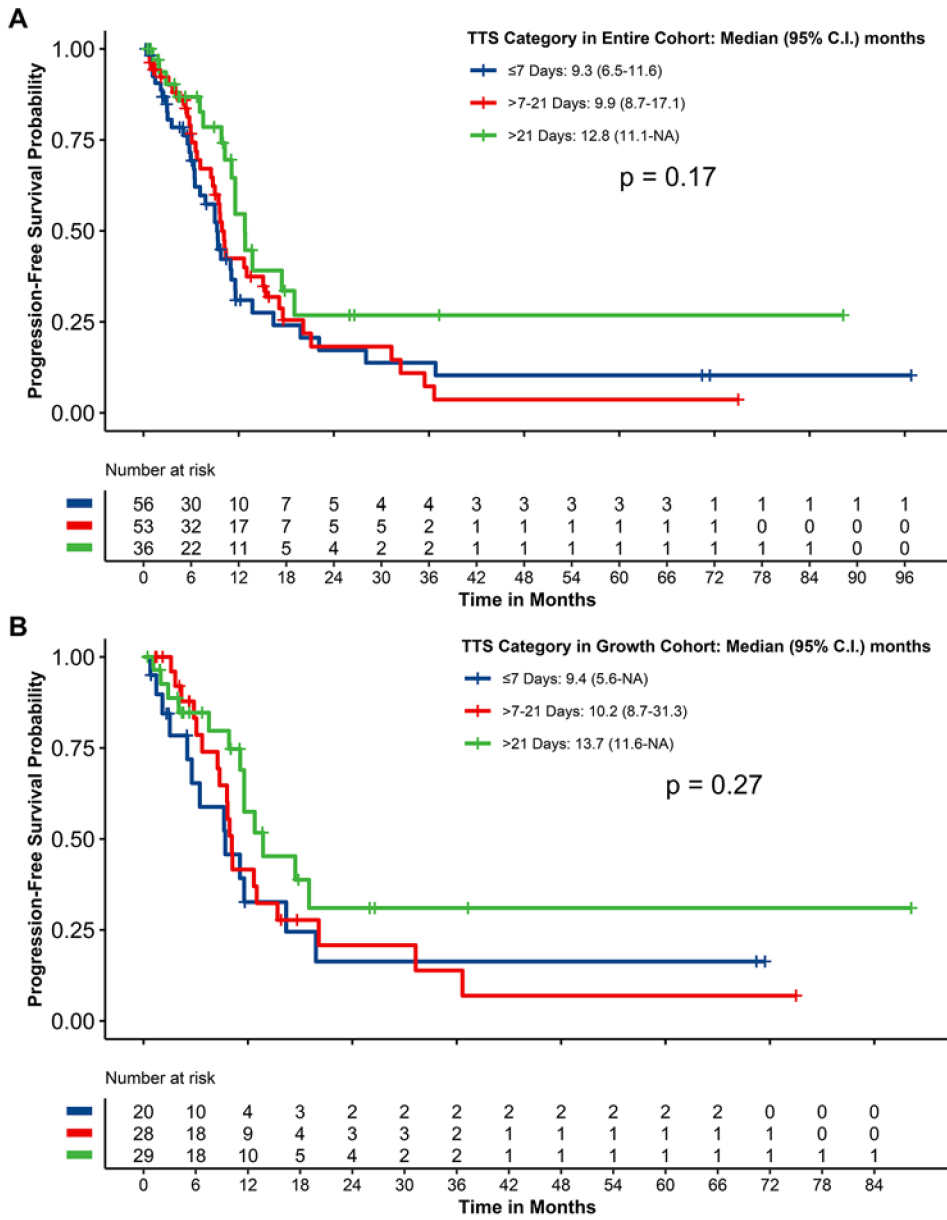 A
TTS Category in Entire Cohort: Median (95% C.I.) months
≤7 Days: 9.3 (6.5-11.6)
>7-21 Days: 9.9 (8.7-17.1)
>21 Days: 12.8 (11.1-NA)
p = 0.17
Progression-Free Survival Probability
1.00
0.75
0.50
0.25
0.00
Number at risk
56 30 10 7 5 4 4 3 3 3 3 3 1 1 1 1 1
53 32 17 7 5 5 2 1 1 1 1 1 1 0 0 0 0
36 22 11 5 4 2 2 1 1 1 1 1 1 1 1 0 0
0 6 12 18 24 30 36 42 48 54 60 66 72 78 84 90 96
Time in Months
B
TTS Category in Growth Cohort: Median (95% C.I.) months
≤7 Days: 9.4 (5.6-NA)
>7-21 Days: 10.2 (8.7-31.3)
>21 Days: 13.7 (11.6-NA)
p = 0.27
Progression-Free Survival Probability
1.00
0.75
0.50
0.25
0.00
Number at risk
20 10 4 3 2 2 2 2 2 2 2 2 0 0 0
28 18 9 4 3 3 2 1 1 1 1 1 1 0 0
29 18 10 5 4 2 2 1 1 1 1 1 1 1 1
0 6 12 18 24 30 36 42 48 54 60 66 72 78 84
Time in Months